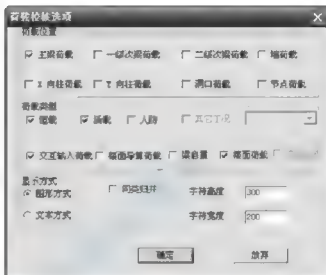 荷载校核选项
荷载位置
主梁荷载 一级次梁荷载 二级次梁荷载 墙荷载
X 向柱荷载 Y 向柱荷载 洞口荷载 节点荷载
荷载类型
恒载 活载 人防 其它工况
交互输入荷载 楼面导算荷载 梁自重 楼面荷载
显示方式
图形方式 同类归并 字符高度 300
文本方式 字符宽度 200
确定 放弃